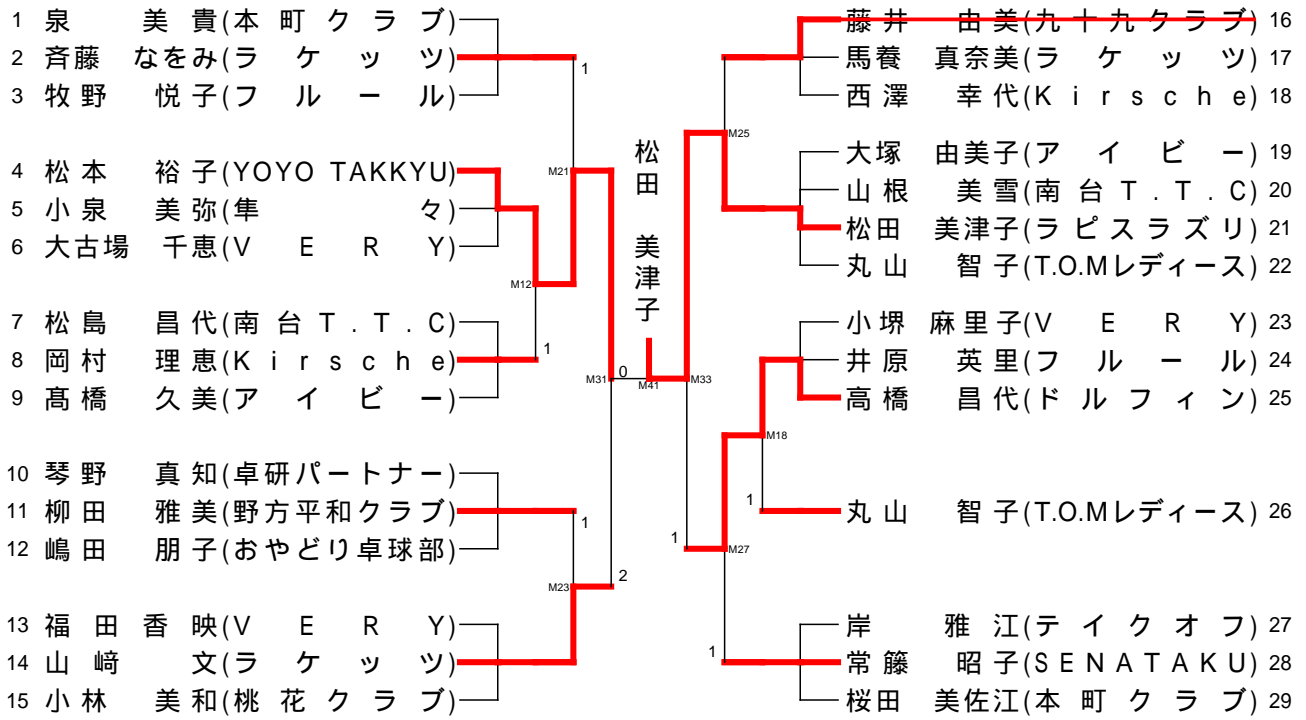 1 泉 美貴(本町クラブ)
2 斉藤 なをみ(ラケッツ)
1
3 牧野 悦子(フルール)
4 松本 裕子(YOYO TAKKYU)
M21
5 小泉 美弥(隼 々)
6 大古場 千恵(VERY)
M12
7 松島 昌代(南台T.T.C)
1
8 岡村 理恵(Kirsche)
9 髙橋 久美(アイビー)
M31
0
M41
10 琴野 真知(卓研パートナー)
11 柳田 雅美(野方平和クラブ)
1
12 嶋田 朋子(おやどり卓球部)
M23
2
13 福田香映(VERY)
14 山﨑 文(ラケッツ)
15 小林 美和(桃花クラブ)
松田 美津子
藤井 由美(九十九クラブ) 16
馬養 真奈美(ラケッツ) 17
西澤 幸代(Kirsche) 18
M25
大塚 由美子(アイビー) 19
山根 美雪(南台T.T.C) 20
松田 美津子(ラピスラズリ) 21
丸山 智子(T.O.Mレディース) 22
小堺 麻里子(VERY) 23
井原 英里(フルール) 24
M33
高橋 昌代(ドルフィン) 25
M18
1
丸山 智子(T.O.Mレディース) 26
1
M27
岸 雅江(テイクオフ) 27
1
常藤 昭子(SENATAKU) 28
桜田 美佐江(本町クラブ) 29